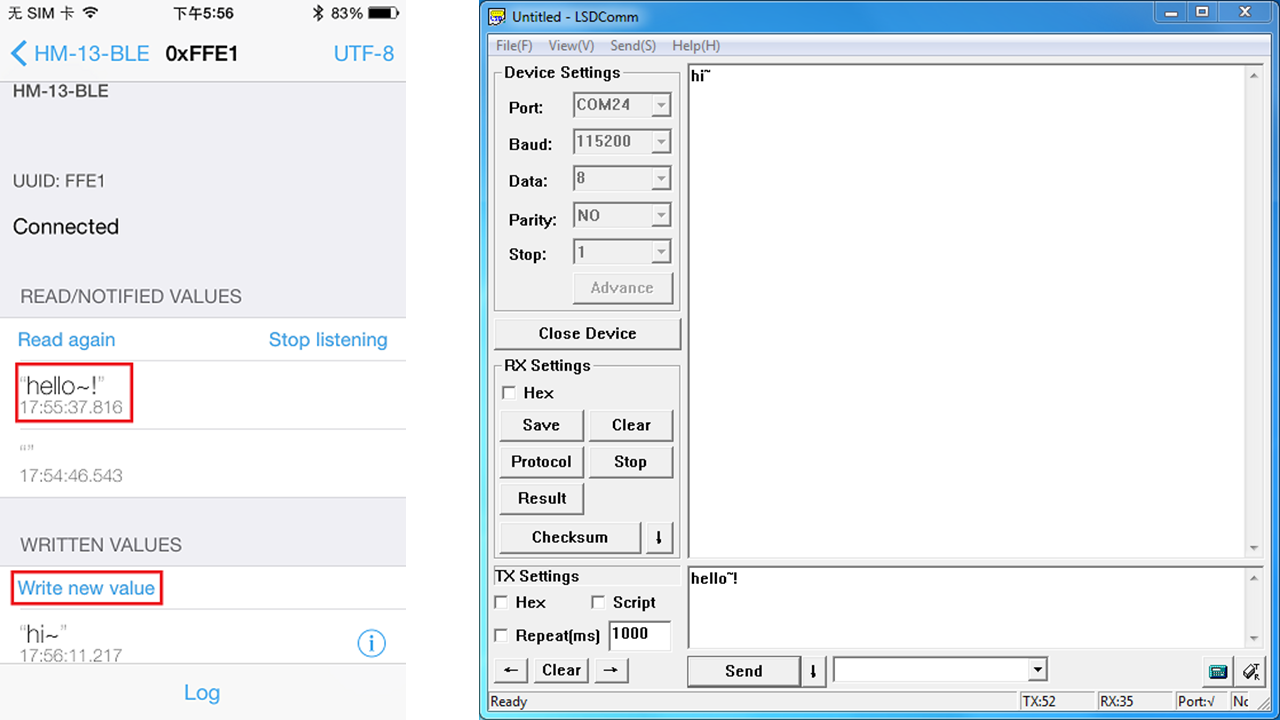 无 SIM 卡 下午5:56 83%
HM-13-BLE 0xFFE1 UTF-8
HM-13-BLE
UUID: FFE1
Connected
READ/NOTIFIED VALUES
Read again Stop listening
“hello~!”
17:55:37.816
“”
17:54:46.543
WRITTEN VALUES
Write new value
“hi~”
17:56:11.217
Log
Untitled - LSDComm
File(F) View(V) Send(S) Help(H)
Device Settings
Port: COM24
Baud: 115200
Data: 8
Parity: NO
Stop: 1
Advance
Close Device
RX Settings
Hex
Save Clear
Protocol Stop
Result
Checksum
hi~
TX Settings
Hex Script
Repeat(ms) 1000
← Clear →
hello~!
Send
Ready TX:52 RX:35 Port:√